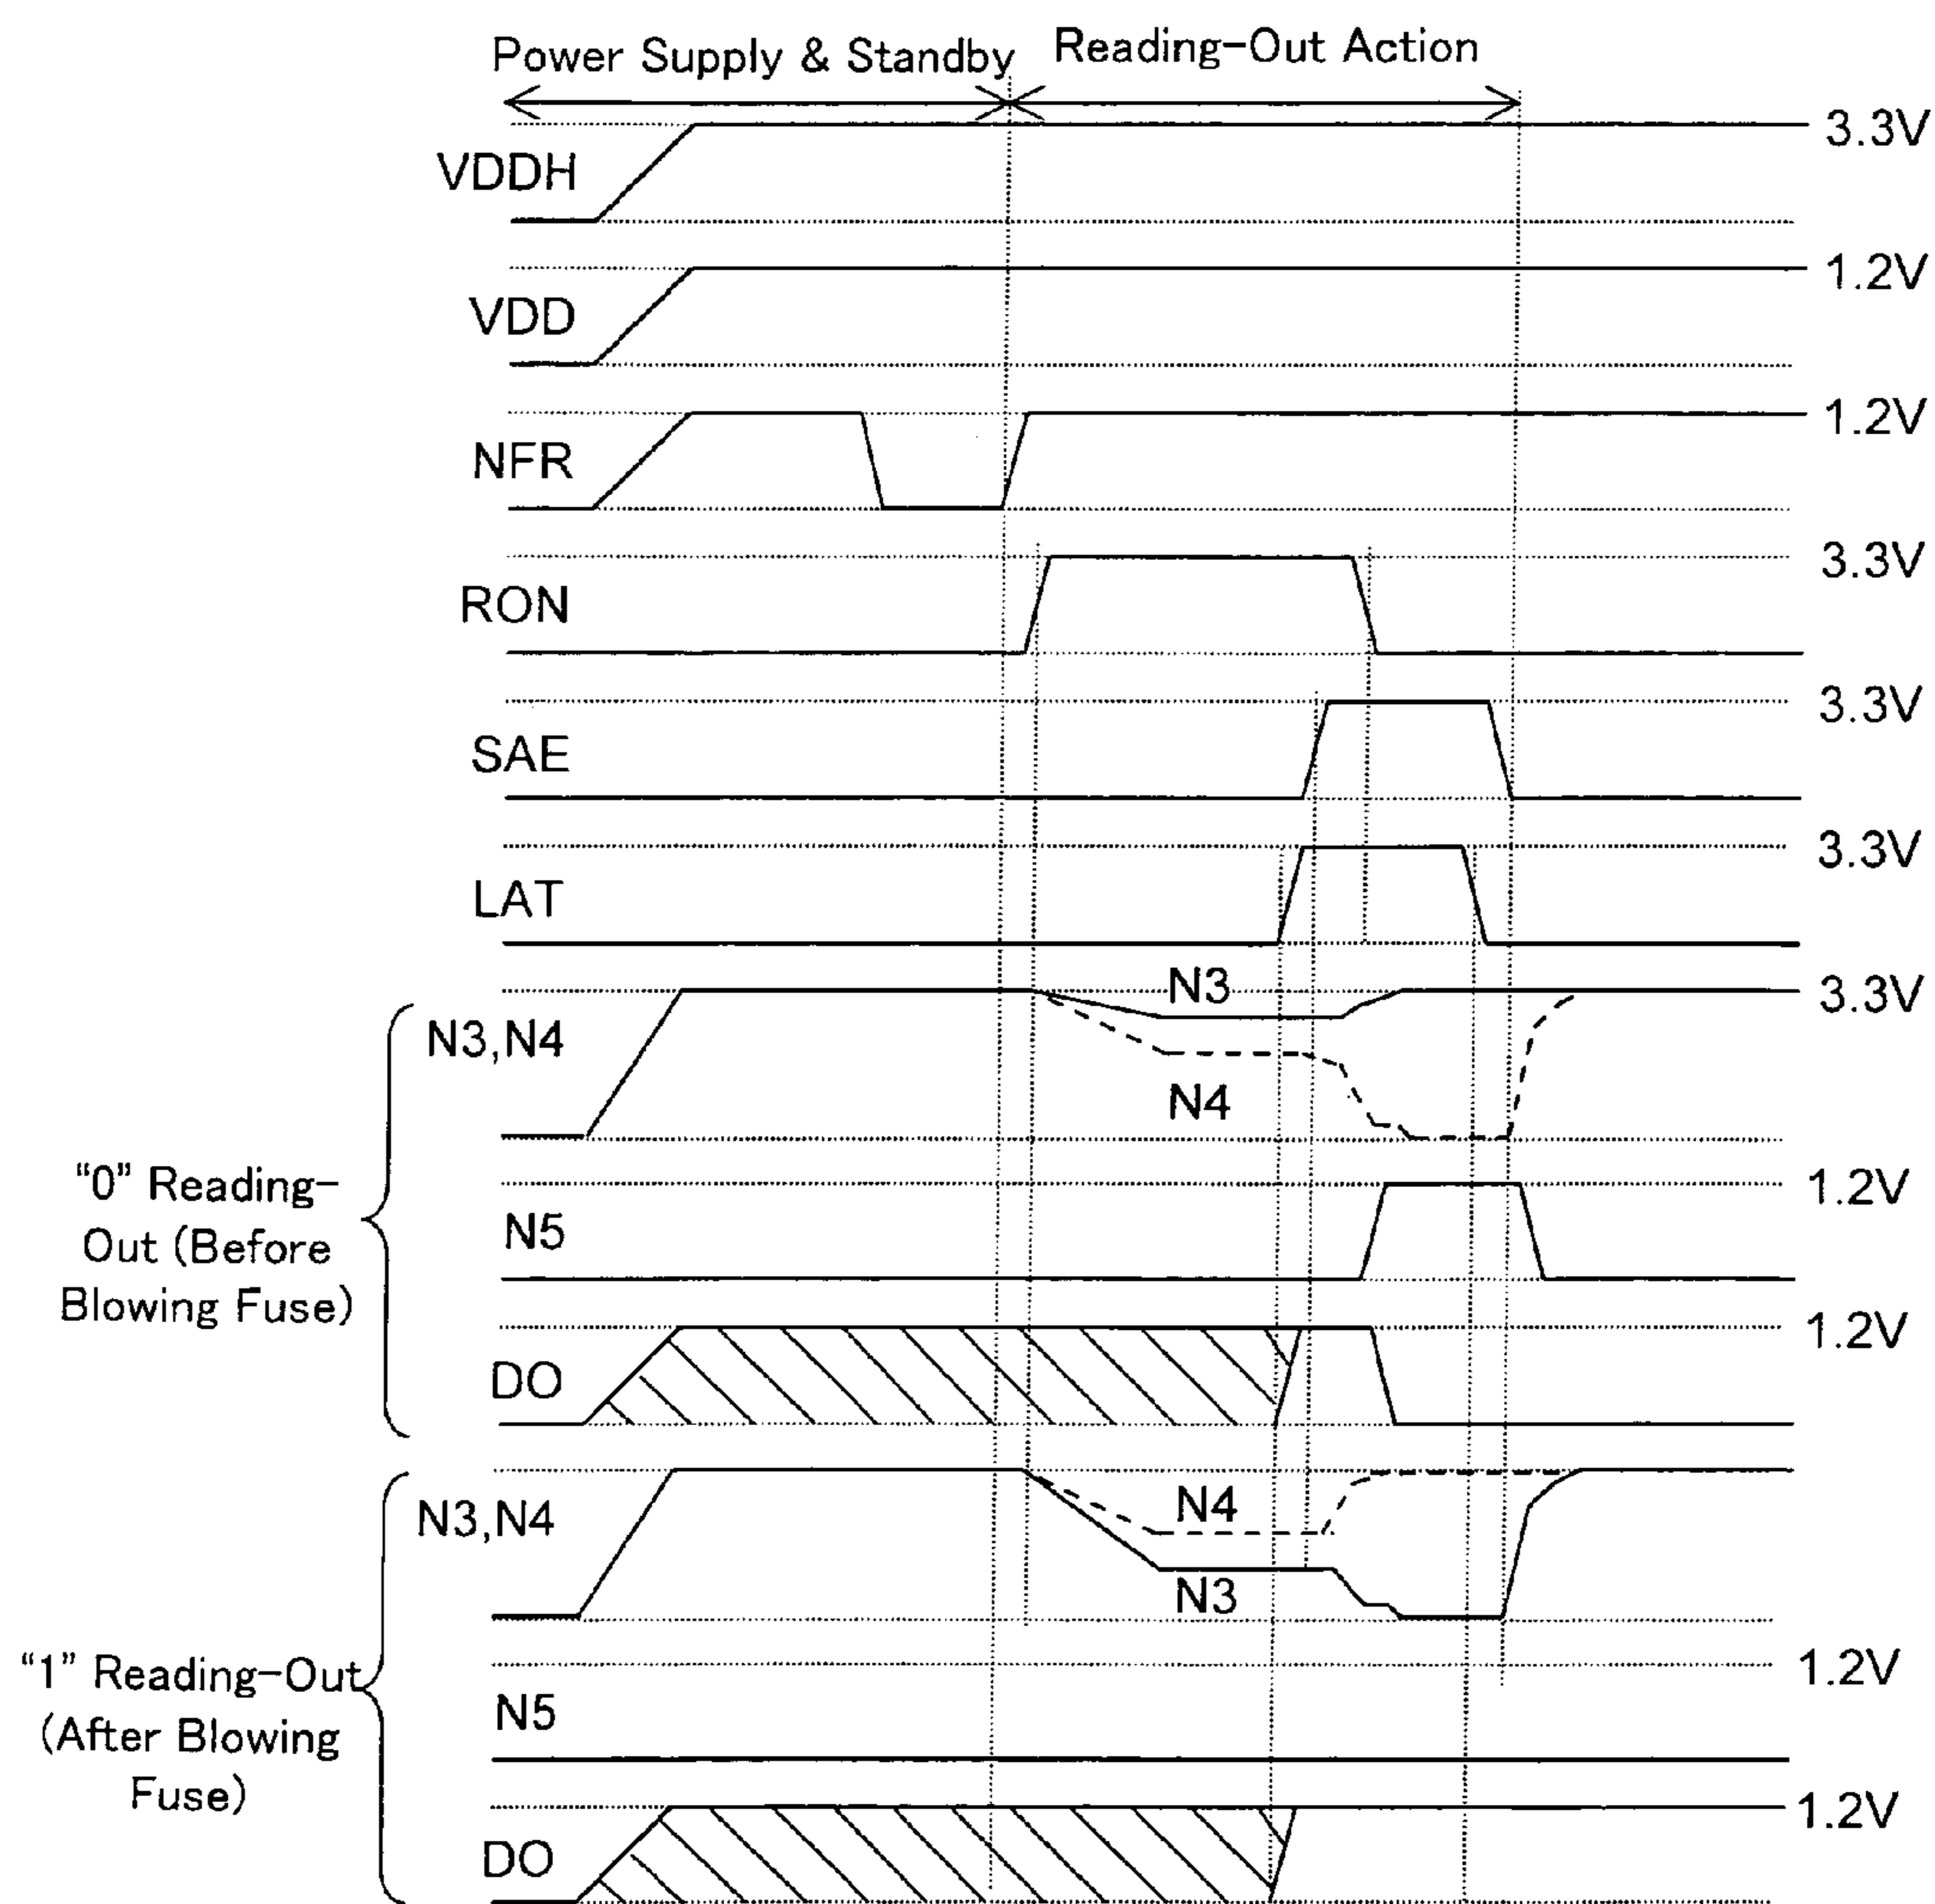 Power Supply & Standby
Reading-Out Action
VDDH
3.3V
VDD
1.2V
NFR
1.2V
RON
3.3V
SAE
3.3V
LAT
3.3V
N3,N4
N3
N4
3.3V
"0" Reading-
Out (Before
Blowing Fuse)
N5
1.2V
DO
1.2V
N3,N4
N4
N3
"1" Reading-Out
(After Blowing
Fuse)
N5
1.2V
DO
1.2V